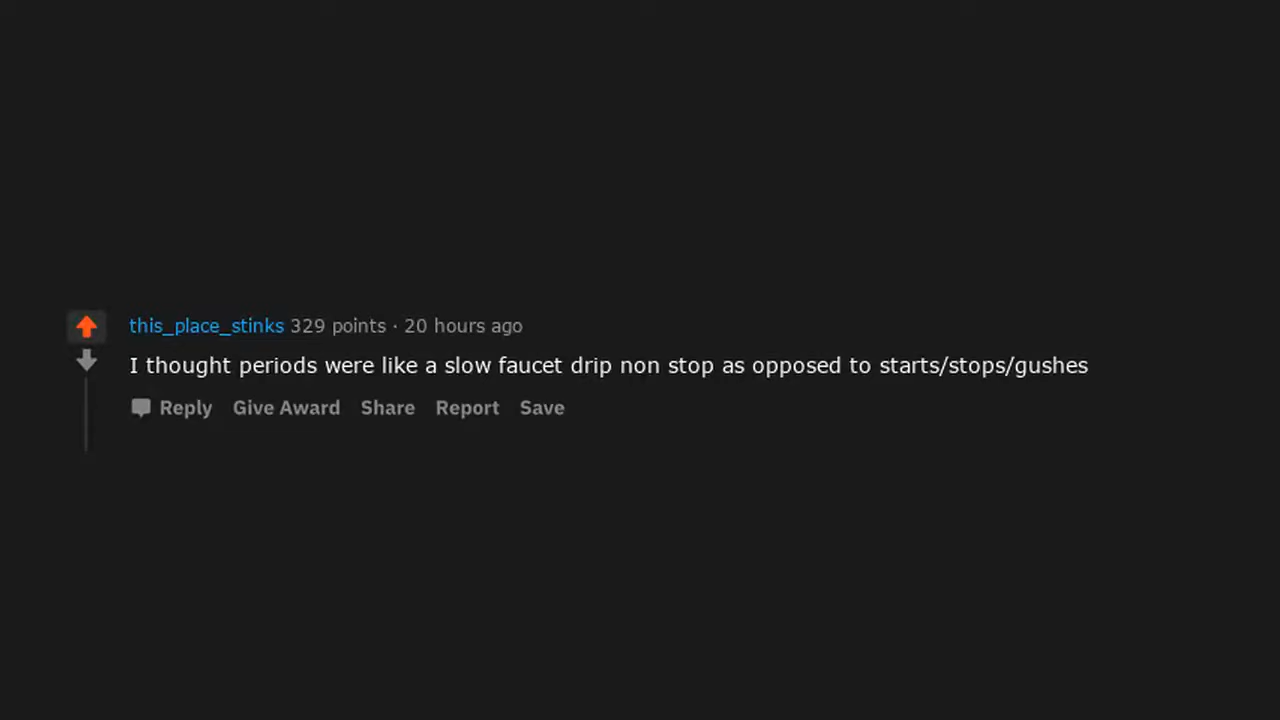 this_place_stinks 329 points · 20 hours ago
I thought periods were like a slow faucet drip non stop as opposed to starts/stops/gushes
Reply Give Award Share Report Save